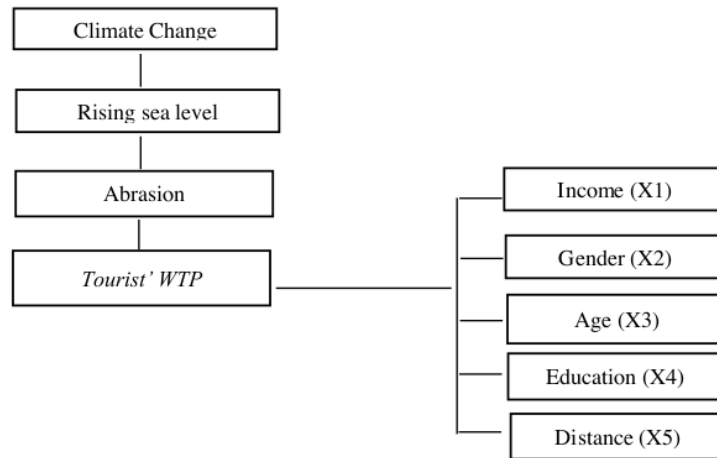 Climate Change
Rising sea level
Abrasion
Tourist’ WTP
Income (X1)
Gender (X2)
Age (X3)
Education (X4)
Distance (X5)